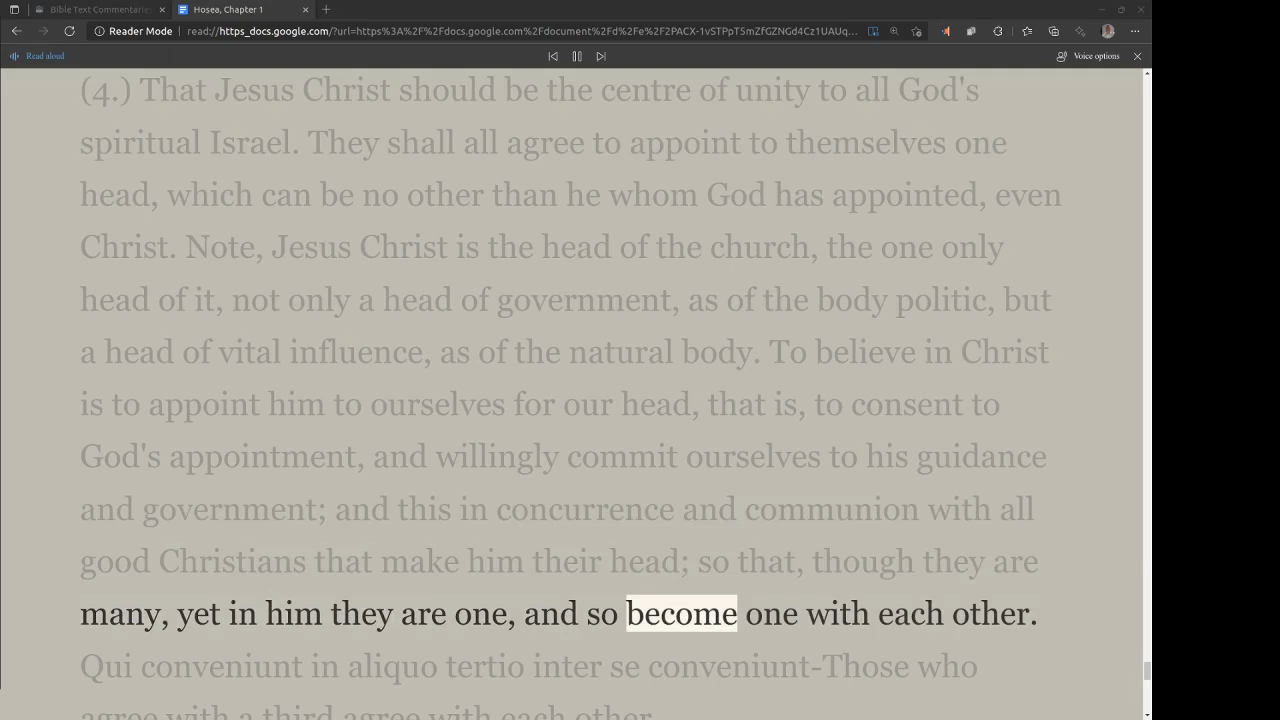 Bible Text Commentarie
Hosea, Chapter 1
Reader Mode
read://https_docs.google.com/?url=https%3A%2F%2Fdocs.google.com%2Fdocument%2Fd%2Fe%2F2PACX-1vSTPpT5mZfGZNGd4Cz1UAUq...
Read aloud
Voice options
(4.) That Jesus Christ should be the centre of unity to all God's
spiritual Israel. They shall all agree to appoint to themselves one
head, which can be no other than he whom God has appointed, even
Christ. Note, Jesus Christ is the head of the church, the one only
head of it, not only a head of government, as of the body politic, but
a head of vital influence, as of the natural body. To believe in Christ
is to appoint him to ourselves for our head, that is, to consent to
God's appointment, and willingly commit ourselves to his guidance
and government; and this in concurrence and communion with all
good Christians that make him their head; so that, though they are
many, yet in him they are one, and so become one with each other.
Qui conveniunt in aliquo tertio inter se conveniunt-Those who
agree with a third agree with each other.